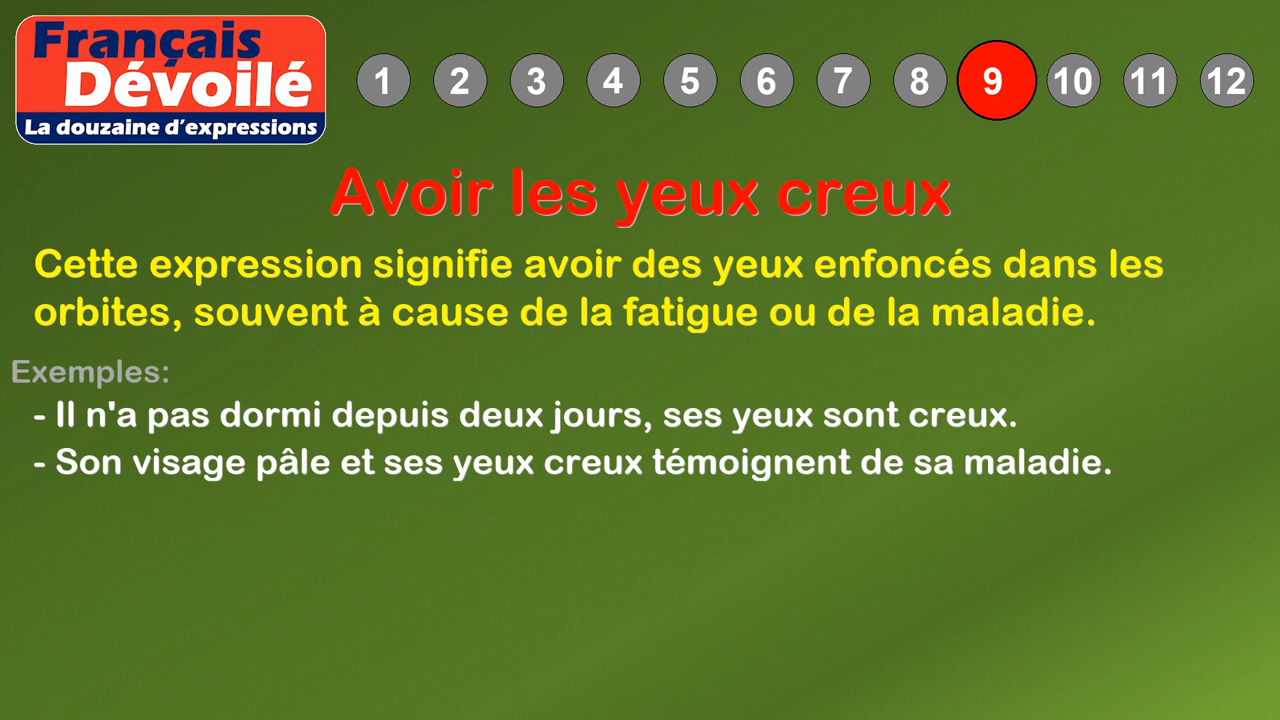 Français
Dévoilé
La douzaine d'expressions
1 2 3 4 5 6 7 8 9 10 11 12
Avoir les yeux creux
Cette expression signifie avoir des yeux enfoncés dans les
orbites, souvent à cause de la fatigue ou de la maladie.
Exemples:
- Il n'a pas dormi depuis deux jours, ses yeux sont creux.
- Son visage pâle et ses yeux creux témoignent de sa maladie.